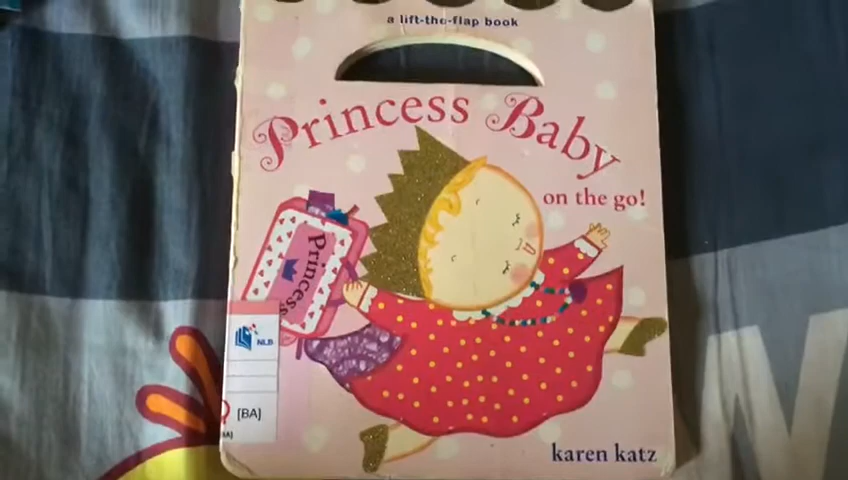 a lift-the-flap book
Princess Baby
on the go!
Princess
NLB
[BA]
karen katz